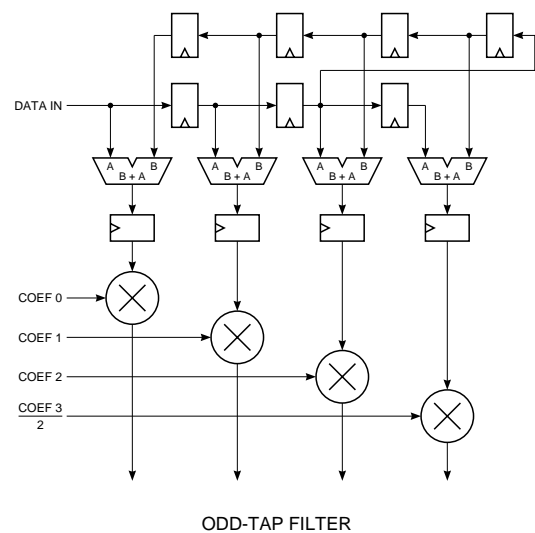 DATA IN
A B A B A B A B
B + A B + A B + A B + A
COEF 0
COEF 1
COEF 2
COEF 3
2
ODD-TAP FILTER